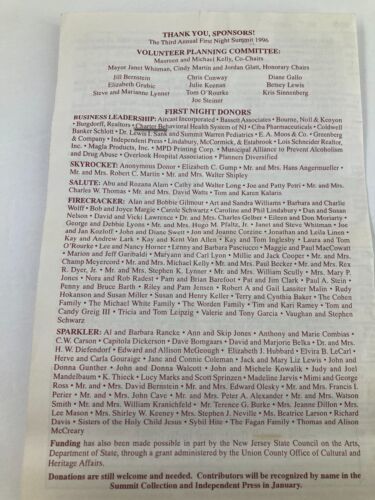 THANK YOU, SPONSORS!
The Third Annual First Night Summit 1996
VOLUNTEER PLANNING COMMITTEE:
Maureen and Michael Kelly, Co-Chairs
Mayor Janet Whitman, Cindy Martin and Jordan Glatt, Honorary Chairs
Jill Bernstein Chris Conway Diane Gallo
Elizabeth Grubic Julie Keenan Betsey Lewis
Steve and Marianne Lyonnet Tom O'Rourke Kris Sinnenberg
Joe Steiner
FIRST NIGHT DONORS
BUSINESS LEADERSHIP: Aircast Incorporated • Bassett Associates • Bourne, Noll & Kenyon
• Burgdorff, Realtors • Charter Behavioral Health System of NJ • Ciba Pharmaceuticals • Coldwell
Banker Schlott • Dr. Lewis I. Sank and Summit Warren Pediatrics • E. A. Moos & Co. • Greenberg
& Company • Independent Press • Lindabury, McCormick, & Estabrook • Lois Schneider Realtor,
Inc. • Magla Products, Inc. • MPD Printing Corp. • Municipal Alliance to Prevent Alcoholism
and Drug Abuse • Overlook Hospital Association • Planners Diversified
SKYROCKET: Anonymous Donor • Elizabeth C. Gump • Mr. and Mrs. Hans Angermueller •
Mr. and Mrs. Robert C. Martin • Mr. and Mrs. Walter Shipley
SALUTE: Abu and Rozana Alam • Cathy and Walter Long • Joe and Patty Potri • Mr. and Mrs.
Charles W. Thomas • Mr. and Mrs. David Watts • Tom and Karen Kalaris
FIRECRACKER: Alan and Bobbie Gilmour • Art and Sandra Williams • Barbara and Charlie
Wolff • Bob and Joyce Margie • Carole Schwartz • Caroline and Phil Lindabury • Dan and Susan
Nelson • David and Vicki Lawrence • Dr. and Mrs. Charles Gelber • Eileen and Don Moriarty •
George and Debbie Lyons • Mr. and Mrs. Hugo M. Pfaltz, Jr. • Janet and Steve Whitman • Joe
and Jan Kozloff • John and Diane Swett • Jon and Joanne Corzine • Jonathan and Leila Linen •
Kay and Andrew Lark • Kay and Kent Van Allen • Kay and Tom Inglesby • Laura and Tom
O'Rourke • Leo and Nancy Horner • Lenny and Barbara Pasciucco • Maggie and Paul MacCowatt
• Marion and Jeff Garibaldi • Maryann and Carl Lyon • Millie and Jack Cooper • Mr. and Mrs.
Champ Meyercord • Mr. and Mrs. Michael Kelly • Mr. and Mrs. Paul Becker • Mr. and Mrs. Rex
R. Dyer, Jr. • Mr. and Mrs. Stephen K. Lynner • Mr. and Mrs. William Scully • Mrs. Mary P.
Jones • Nora and Rob Radest • Pam and Brian Barefoot • Pat and Jim Clark • Paul A. Stein •
Penny and Bruce Barth • Riley and Pam Jensen • Robert A and Gail Lassiter Malin • Rudy
Hokanson and Susan Miller • Susan and Henry Keller • Terry and Cynthia Baker • The Cohen
Family • The Michael White Family • The Worden Family • Tim and Kari Ramey • Tom and
Candy Greig III • Tricia and Tom Leipzig • Valerie and Tony Garcia • Vaughan and Stephen
Schwarz
SPARKLER: Al and Barbara Rancke • Ann and Skip Jones • Anthony and Marie Combias •
C.W. Carson • Capitola Dickerson • Dave Bomgaars • David and Marjorie Belka • Dr. and Mrs.
H. W. Diefendorf • Edward and Allison McGeough • Elizabeth J. Hubbard • Elvira B. LeCarl •
Herve and Carla Gouraige • Jane and Connie Coleman • Jack and Mary Liz Lewis • John and
Donna Gunther • John and Donna Walcott • John and Michele Kowalik • Judy and Joel
Mandelbaum • K. Thieck • Lucy Marks and Scott Sprinzen • Madeline Jarvis • Mimi and George
Ross • Mr. and • Mrs. David Bernstein • Mr. and Mrs. Edward Olesky • Mr. and Mrs. Francis I.
Perier • Mr. and • Mrs. John Cave • Mr. and Mrs. Peter A. Alexander • Mr. and Mrs. Watson
Smith • Mr. and Mrs. William Kranichfeld • Mr. Terence G. Burke • Mrs. Jeanne Dillon • Mrs.
Lee Mason • Mrs. Shirley W. Keeney • Mrs. Stephen J. Neville • Ms. Beatrice Larson • Richard
Davis • Sisters of the Holy Child Jesus • Sybil Hite • The Fagan Family • Thomas and Alison
McCreary
Funding has also been made possible in part by the New Jersey State Council on the Arts,
Department of State, through a grant administered by the Union County Office of Cultural and
Heritage Affairs.
Donations are still welcome and needed. Contributors will be recognized by name in the
Summit Collection and Independent Press in January.